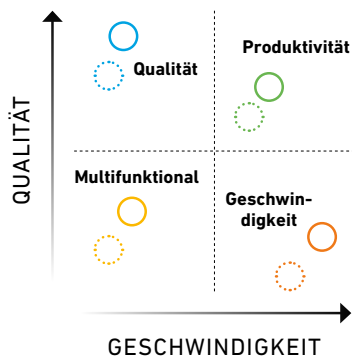 QUALITÄT
Qualität
Produktivität
Multifunktional
Geschwin-
digkeit
GESCHWINDIGKEIT